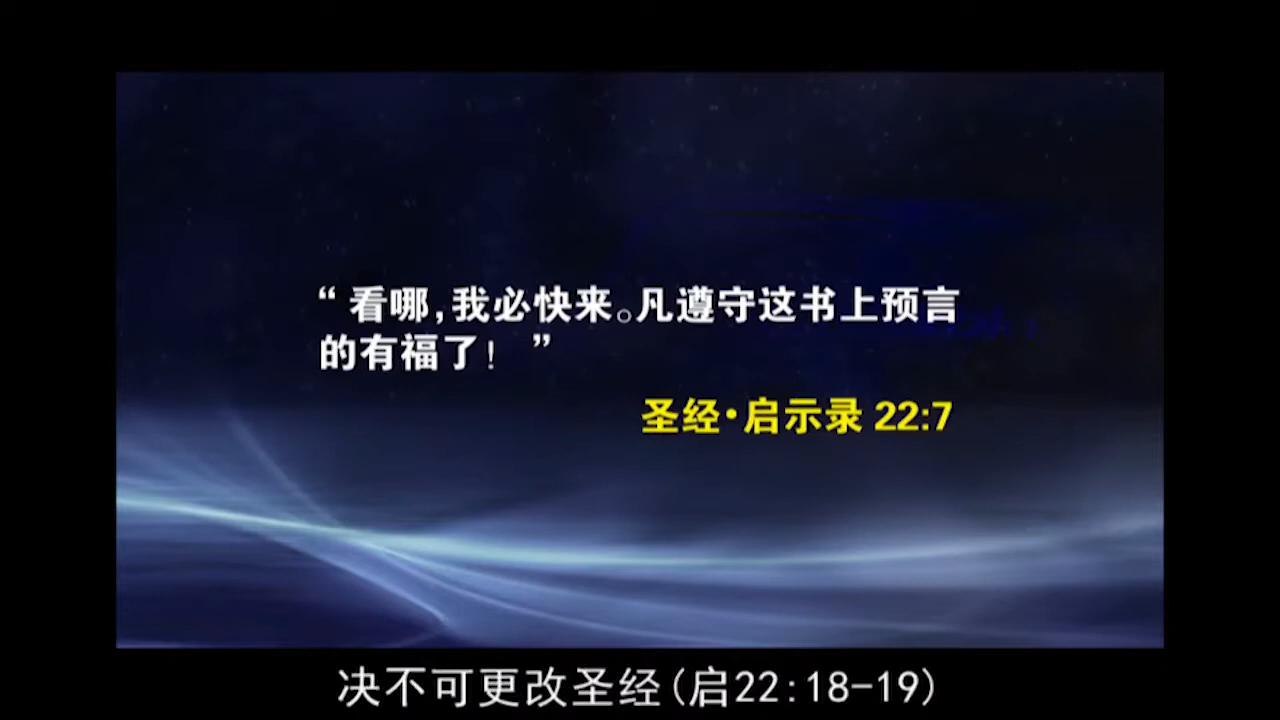 “看哪,我必快来。凡遵守这书上预言
的有福了！”
圣经•启示录 22:7
决不可更改圣经(启22:18-19)